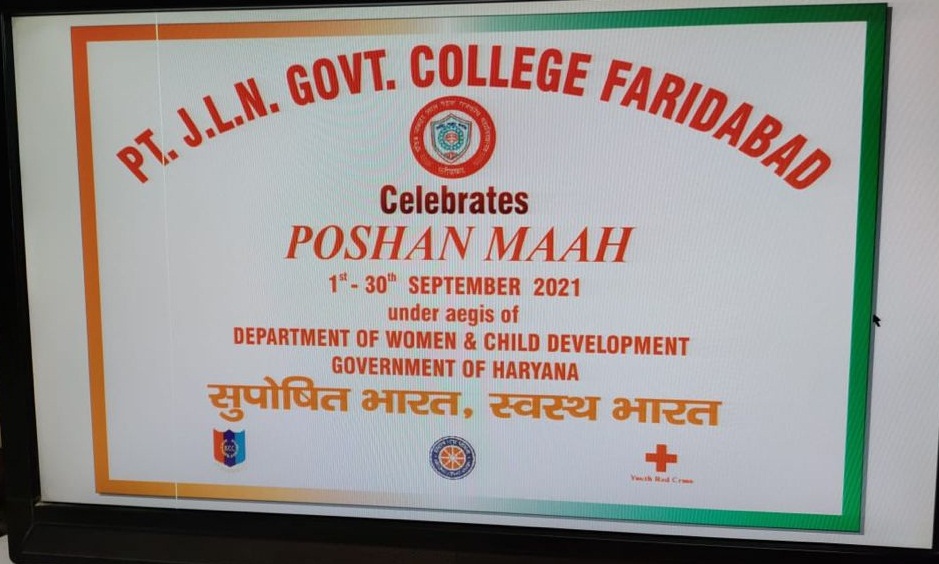 PT. J.L.N. GOVT. COLLEGE FARIDABAD
Celebrates
POSHAN MAAH
1st - 30th SEPTEMBER 2021
under aegis of
DEPARTMENT OF WOMEN & CHILD DEVELOPMENT
GOVERNMENT OF HARYANA
सुपोषित भारत, स्वस्थ भारत
Youth Red Cross